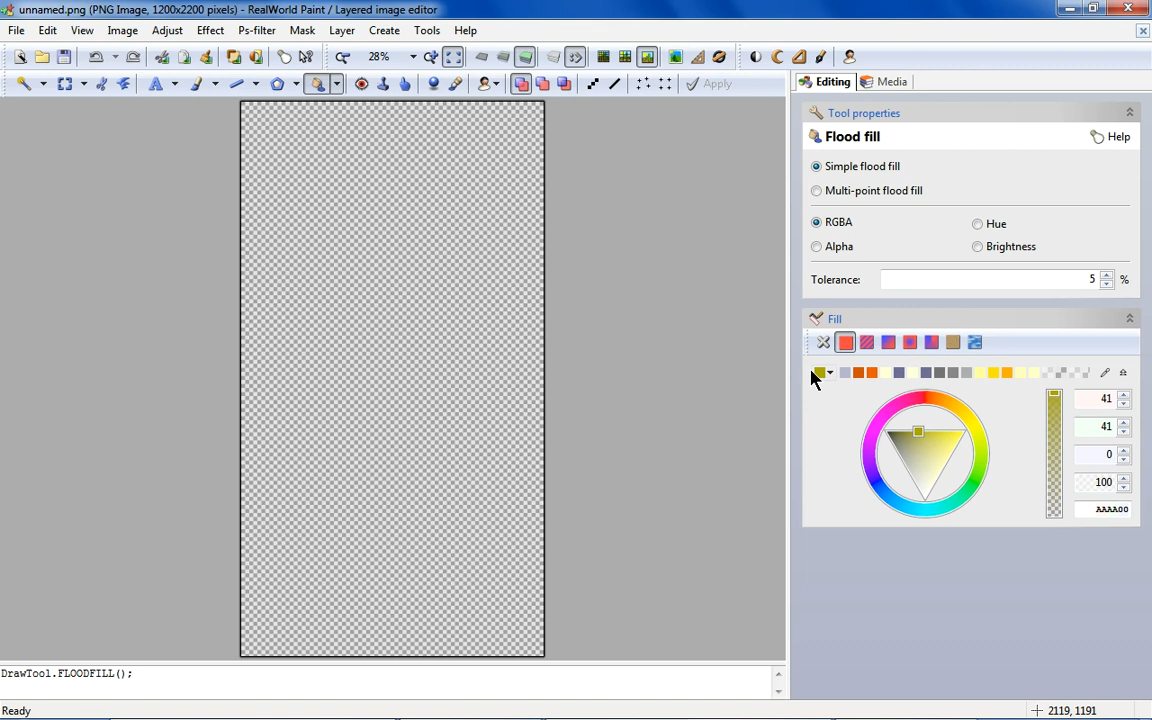 unnamed.png (PNG Image, 1200x2200 pixels) - RealWorld Paint / Layered image editor
File Edit View Image Adjust Effect Ps-filter Mask Layer Create Tools Help
28%
Apply
Editing Media
Tool properties
Flood fill Help
Simple flood fill
Multi-point flood fill
RGBA Hue
Alpha Brightness
Tolerance: 5 %
Fill
41
41
0
100
AAAA00
DrawTool.FLOODFILL();
Ready 2119, 1191